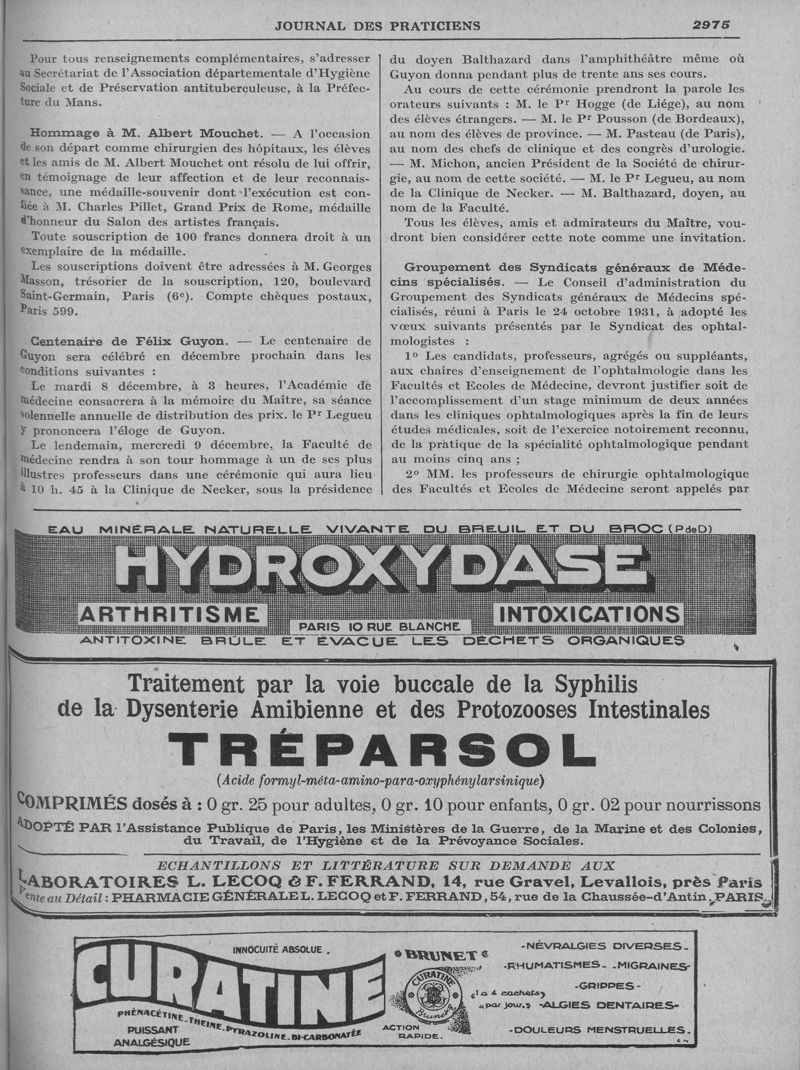 JOURNAL DES PRATICIENS
2975
Pour tous renseignements complémentaires, s'adresser
au Secrétariat de l'Association départementale d'Hygiène
Sociale et de Préservation antituberculeuse, à la Préfec-
ture du Mans.
Hommage à M. Albert Mouchet. — A l'occasion
de son départ comme chirurgien des hôpitaux, les élèves
et les amis de M. Albert Mouchet ont résolu de lui offrir,
en témoignage de leur affection et de leur reconnais-
sance, une médaille-souvenir dont l'exécution est con-
fiée à M. Charles Pillet, Grand Prix de Rome, médaille
d'honneur du Salon des artistes français.
Toute souscription de 100 francs donnera droit à un
exemplaire de la médaille.
Les souscriptions doivent être adressées à M. Georges
Masson, trésorier de la souscription, 120, boulevard
Saint-Germain, Paris (6e). Compte chèques postaux,
Paris 599.
Centenaire de Félix Guyon. — Le centenaire de
Guyon sera célébré en décembre prochain dans les
conditions suivantes :
Le mardi 8 décembre, à 3 heures, l'Académie de
médecine consacrera à la mémoire du Maître, sa séance
solennelle annuelle de distribution des prix. le Pr Legueu
y prononcera l'éloge de Guyon.
Le lendemain, mercredi 9 décembre, la Faculté de
médecine rendra à son tour hommage à un de ses plus
illustres professeurs dans une cérémonie qui aura lieu
à 10 h. 45 à la Clinique de Necker, sous la présidence
du doyen Balthazard dans l'amphithéâtre même où
Guyon donna pendant plus de trente ans ses cours.
Au cours de cette cérémonie prendront la parole les
orateurs suivants : M. le Pr Hogge (de Liége), au nom
des élèves étrangers. — M. le Pr Pousson (de Bordeaux),
au nom des élèves de province. — M. Pasteau (de Paris),
au nom des chefs de clinique et des congrès d'urologie.
— M. Michon, ancien Président de la Société de chirur-
gie, au nom de cette société. — M. le Pr Legueu, au nom
de la Clinique de Necker. — M. Balthazard, doyen, au
nom de la Faculté.
Tous les élèves, amis et admirateurs du Maître, vou-
dront bien considérer cette note comme une invitation.
Groupement des Syndicats généraux de Méde-
cins spécialisés. — Le Conseil d'administration du
Groupement des Syndicats généraux de Médecins spé-
cialisés, réuni à Paris le 24 octobre 1931, à adopté les
vœux suivants présentés par le Syndicat des ophtal-
mologistes :
1o Les candidats, professeurs, agrégés ou suppléants,
aux chaires d'enseignement de l'ophtalmologie dans les
Facultés et Ecoles de Médecine, devront justifier soit de
l'accomplissement d'un stage minimum de deux années
dans les cliniques ophtalmologiques après la fin de leurs
études médicales, soit de l'exercice notoirement reconnu,
de la pratique de la spécialité ophtalmologique pendant
au moins cinq ans ;
2o MM. les professeurs de chirurgie ophtalmologique
des Facultés et Ecoles de Médecine seront appelés par
EAU MINÉRALE NATURELLE VIVANTE DU BREUIL ET DU BROC (P de D)
HYDROXYDASE
ARTHRITISME
PARIS 10 RUE BLANCHE
INTOXICATIONS
ANTITOXINE BRÛLE ET ÉVACUE LES DÉCHETS ORGANIQUES
Traitement par la voie buccale de la Syphilis
de la Dysenterie Amibienne et des Protozooses Intestinales
TRÉPARSOL
(Acide formyl-méta-amino-para-oxyphénylarsinique)
COMPRIMÉS dosés à : 0 gr. 25 pour adultes, 0 gr. 10 pour enfants, 0 gr. 02 pour nourrissons
ADOPTÉ PAR l'Assistance Publique de Paris, les Ministères de la Guerre, de la Marine et des Colonies,
du Travail, de l'Hygiène et de la Prévoyance Sociales.
ECHANTILLONS ET LITTÉRATURE SUR DEMANDE AUX
LABORATOIRES L. LECOQ & F. FERRAND, 14, rue Gravel, Levallois, près Paris
Vente au Détail : PHARMACIE GÉNÉRALE L. LECOQ et F. FERRAND, 54, rue de la Chaussée-d'Antin, PARIS
INNOCUITÉ ABSOLUE.
CURATINE
PHÉNACÉTINE-THEINE-PYRAZOLINE-BI-CARBONATÉE
PUISSANT
ANALGÉSIQUE
"BRUNET"
CURATINE
Brunet
ACTION
RAPIDE.
"1 a 4 cachets
par jour."
-NÉVRALGIES DIVERSES-
-RHUMATISMES- -MIGRAINES-
-GRIPPES-
-ALGIES DENTAIRES-
-DOULEURS MENSTRUELLES.